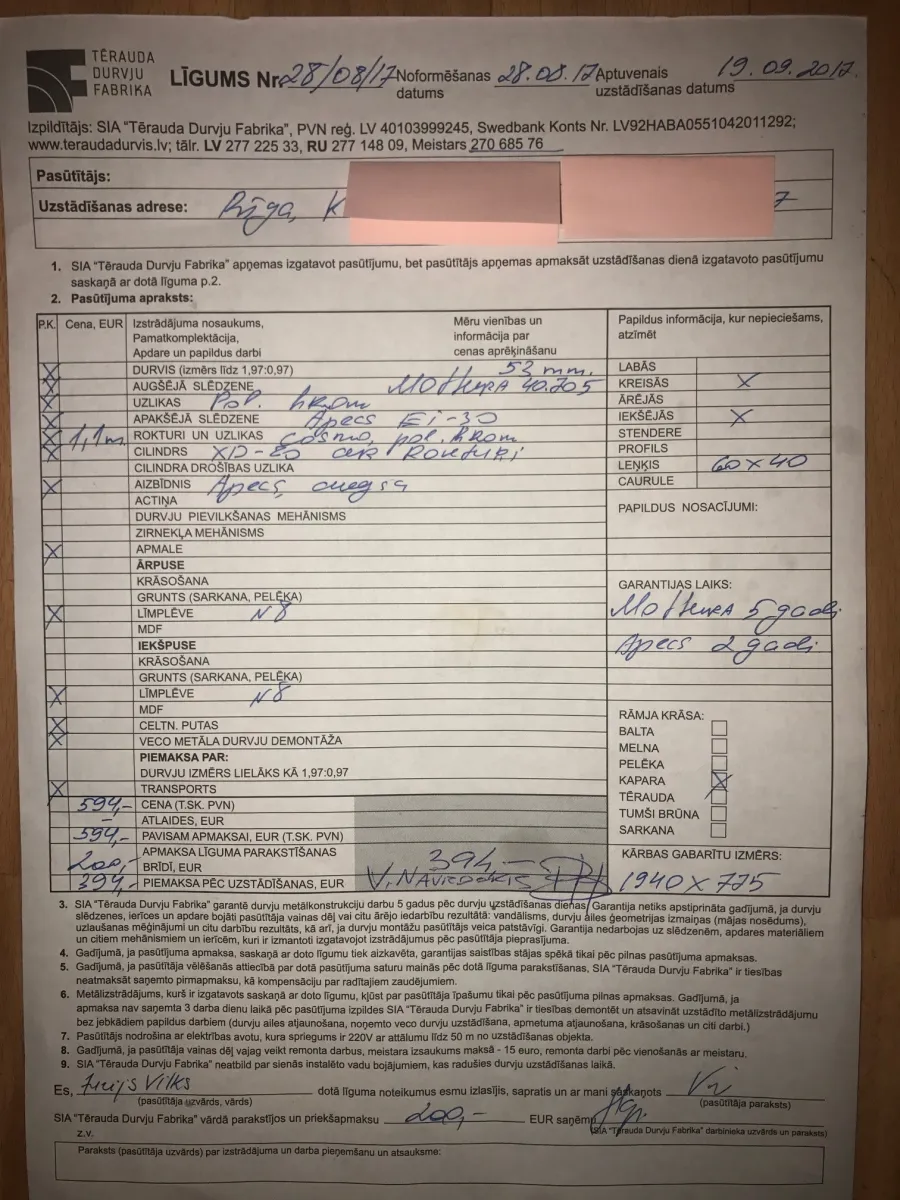 TĒRAUDA
DURVJU
FABRIKA
LĪGUMS Nr. 28/08/17 Noformēšanas datums 28.08.17 Aptuvenais uzstādīšanas datums 19.09.2017.
Izpildītājs: SIA “Tērauda Durvju Fabrika”, PVN reģ. LV 40103999245, Swedbank Konts Nr. LV92HABA0551042011292;
www.teraudadurvis.lv; tālr. LV 277 225 33, RU 277 148 09, Meistars 270 685 76
Pasūtītājs:
Uzstādīšanas adrese: Rīga, K 7
1. SIA “Tērauda Durvju Fabrika” apņemas izgatavot pasūtījumu, bet pasūtītājs apņemas apmaksāt uzstādīšanas dienā izgatavoto pasūtījumu
saskaņā ar dotā līguma p.2.
2. Pasūtījuma apraksts:
P.K. Cena, EUR Izstrādājuma nosaukums, Mēru vienības un
Pamatkomplektācija, informācija par
Apdare un papildus darbi cenas aprēķināšanu
X DURVIS (izmērs līdz 1,97:0,97) 52 mm.
X AUGŠĒJĀ SLĒDZENE Mottura 40.705
X UZLIKAS Pol. hrom
X APAKŠĒJĀ SLĒDZENE Apecs
X 1,1m ROKTURI UN UZLIKAS cosmo, pol. hrom
X CILINDRS ar Rokturi
CILINDRA DROŠĪBAS UZLIKA
X AIZBĪDNIS Apecs
ACTIŅA
DURVJU PIEVILKŠANAS MEHĀNISMS
ZIRNEKĻA MEHĀNISMS
X APMALE
ĀRPUSE
KRĀSOŠANA
GRUNTS (SARKANA, PELĒKA)
X LĪMPLĒVE N8
MDF
IEKŠPUSE
KRĀSOŠANA
GRUNTS (SARKANA, PELĒKA)
X LĪMPLĒVE N8
MDF
X CELTN. PUTAS
X VECO METĀLA DURVJU DEMONTĀŽA
PIEMAKSA PAR:
DURVJU IZMĒRS LIELĀKS KĀ 1,97:0,97
X TRANSPORTS
594,- CENA (T.SK. PVN)
- ATLAIDES, EUR
594,- PAVISAM APMAKSAI, EUR (T.SK. PVN)
200,- APMAKSA LĪGUMA PARAKSTĪŠANAS
BRĪDĪ, EUR 394,-
394,- PIEMAKSA PĒC UZSTĀDĪŠANAS, EUR
Papildus informācija, kur nepieciešams,
atzīmēt
LABĀS
KREISĀS X
ĀRĒJĀS
IEKŠĒJĀS X
STENDERE
PROFILS
LEŅĶIS 60x40
CAURULE
PAPILDUS NOSACĪJUMI:
GARANTIJAS LAIKS:
Mottura 5 gadi
Apecs 2 gadi
RĀMJA KRĀSA:
BALTA
MELNA
PELĒKA
KAPARA X
TĒRAUDA
TUMŠI BRŪNA
SARKANA
KĀRBAS GABARĪTU IZMĒRS:
1940 x 775
3. SIA “Tērauda Durvju Fabrika” garantē durvju metālkonstrukciju darbu 5 gadus pēc durvju uzstādīšanas dienas. Garantija netiks apstiprināta gadījumā, ja durvju
slēdzenes, ierīces un apdare bojāti pasūtītāja vainas dēļ vai citu ārējo iedarbību rezultātā: vandālisms, durvju ailes ģeometrijas izmaiņas (mājas nosēdums),
uzlaušanas mēģinājumi un citu darbību rezultāts, kā arī, ja durvju montāžu pasūtītājs veica patstāvīgi. Garantija nedarbojas uz slēdzenēm, apdares materiāliem
un citiem mehānismiem un ierīcēm, kuri ir izmantoti izgatavojot izstrādājumus pēc pasūtītāja pieprasījuma.
4. Gadījumā, ja pasūtījuma apmaksa, saskaņā ar doto līgumu tiek aizkavēta, garantijas saistības stājas spēkā tikai pēc pilnas pasūtījuma apmaksas.
5. Gadījumā, ja pasūtītāja vēlēšanās attiecībā par dotā pasūtījuma saturu mainās pēc dotā līguma parakstīšanas, SIA “Tērauda Durvju Fabrika” ir tiesības
neatmaksāt saņemto pirmapmaksu, kā kompensāciju par radītajiem zaudējumiem.
6. Metālizstrādājums, kurš ir izgatavots saskaņā ar doto līgumu, kļūst par pasūtītāja īpašumu tikai pēc pasūtījuma pilnas apmaksas. Gadījumā, ja
apmaksa nav saņemta 3 darba dienu laikā pēc pasūtījuma izpildes SIA “Tērauda Durvju Fabrika” ir tiesības demontēt un atsavināt uzstādīto metālizstrādājumu
bez jebkādiem papildus darbiem (durvju ailes atjaunošana, noņemto veco durvju uzstādīšana, apmetuma atjaunošana, krāsošanas un citi darbi.)
7. Pasūtītājs nodrošina ar elektrības avotu, kura spriegums ir 220V ar attālumu līdz 50 m no uzstādīšanas objekta.
8. Gadījumā, ja pasūtītāja vainas dēļ vajag veikt remonta darbus, meistara izsaukums maksā - 15 euro, remonta darbi pēc vienošanās ar meistaru.
9. SIA “Tērauda Durvju Fabrika” neatbild par sienās instalēto vadu bojājumiem, kas radušies durvju uzstādīšanas laikā.
Es, Vilks dotā līguma noteikumus esmu izlasījis, sapratis un ar mani saskaņots
(pasūtītāja uzvārds, vārds) (pasūtītāja paraksts)
SIA “Tērauda Durvju Fabrika” vārdā parakstījos un priekšapmaksu 200,- EUR saņēmu
z.v. (SIA “Tērauda Durvju Fabrika” darbinieka uzvārds un paraksts)
Paraksts (pasūtītāja uzvārds) par izstrādājuma un darba pieņemšanu un atsauksme: